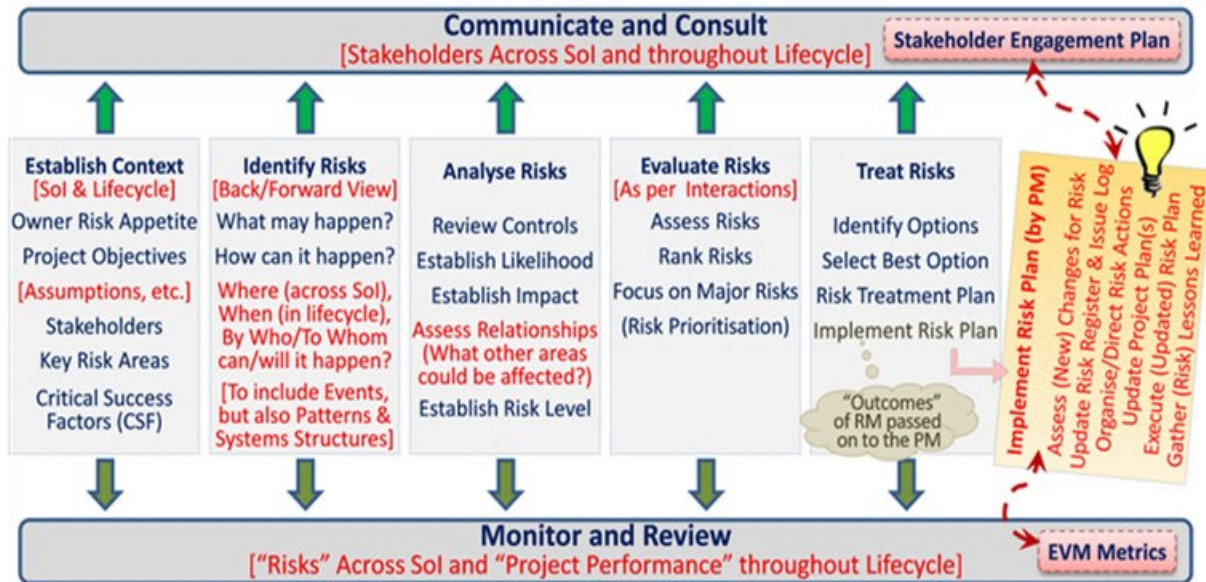 Communicate and Consult
[Stakeholders Across SoI and throughout Lifecycle]
Stakeholder Engagement Plan
Establish Context
[SoI & Lifecycle]
Owner Risk Appetite
Project Objectives
[Assumptions, etc.]
Stakeholders
Key Risk Areas
Critical Success
Factors (CSF)
Identify Risks
[Back/Forward View]
What may happen?
How can it happen?
Where (across SoI),
When (in lifecycle),
By Who/To Whom
can/will it happen?
[To include Events,
but also Patterns &
Systems Structures]
Analyse Risks
Review Controls
Establish Likelihood
Establish Impact
Assess Relationships
(What other areas
could be affected?)
Establish Risk Level
Evaluate Risks
[As per Interactions]
Assess Risks
Rank Risks
Focus on Major Risks
(Risk Prioritisation)
Treat Risks
Identify Options
Select Best Option
Risk Treatment Plan
Implement Risk Plan
“Outcomes”
of RM passed
on to the PM
Implement Risk Plan (by PM)
Assess (New) Changes for Risk
Update Risk Register & Issue Log
Organise/Direct Risk Actions
Update Project Plan(s)
Execute (Updated) Risk Plan
Gather (Risk) Lessons Learned
Monitor and Review
[“Risks” Across SoI and “Project Performance” throughout Lifecycle]
EVM Metrics